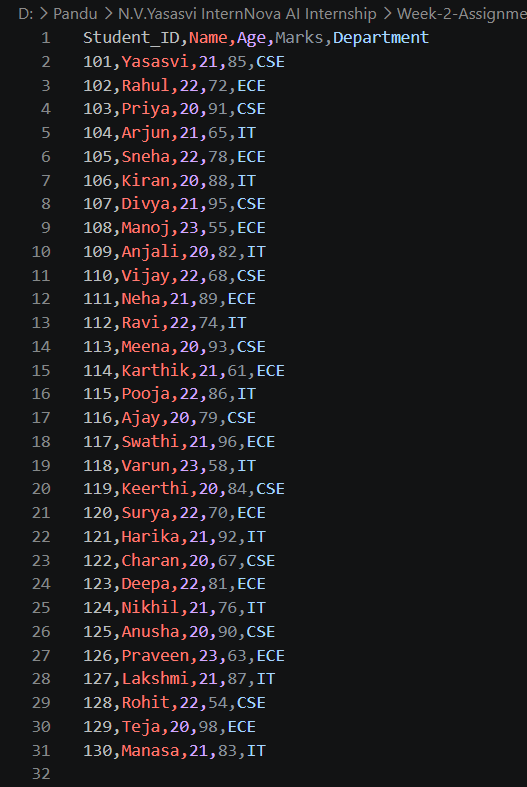 D: > Pandu > N.V.Yasasvi InternNova AI Internship > Week-2-Assignme
1 Student_ID,Name,Age,Marks,Department
2 101,Yasasvi,21,85,CSE
3 102,Rahul,22,72,ECE
4 103,Priya,20,91,CSE
5 104,Arjun,21,65,IT
6 105,Sneha,22,78,ECE
7 106,Kiran,20,88,IT
8 107,Divya,21,95,CSE
9 108,Manoj,23,55,ECE
10 109,Anjali,20,82,IT
11 110,Vijay,22,68,CSE
12 111,Neha,21,89,ECE
13 112,Ravi,22,74,IT
14 113,Meena,20,93,CSE
15 114,Karthik,21,61,ECE
16 115,Pooja,22,86,IT
17 116,Ajay,20,79,CSE
18 117,Swathi,21,96,ECE
19 118,Varun,23,58,IT
20 119,Keerthi,20,84,CSE
21 120,Surya,22,70,ECE
22 121,Harika,21,92,IT
23 122,Charan,20,67,CSE
24 123,Deepa,22,81,ECE
25 124,Nikhil,21,76,IT
26 125,Anusha,20,90,CSE
27 126,Praveen,23,63,ECE
28 127,Lakshmi,21,87,IT
29 128,Rohit,22,54,CSE
30 129,Teja,20,98,ECE
31 130,Manasa,21,83,IT
32